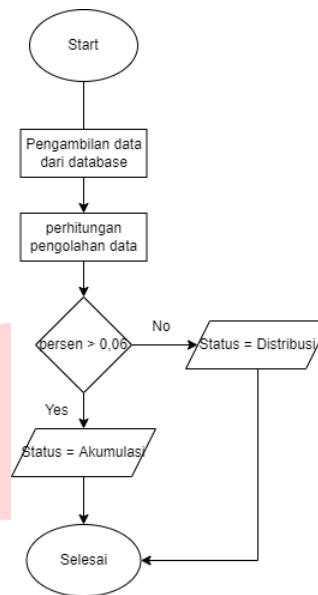 Start
Pengambilan data
dari database
perhitungan
pengolahan data
persen > 0,06
No
Status = Distribusi
Yes
Status = Akumulasi
Selesai